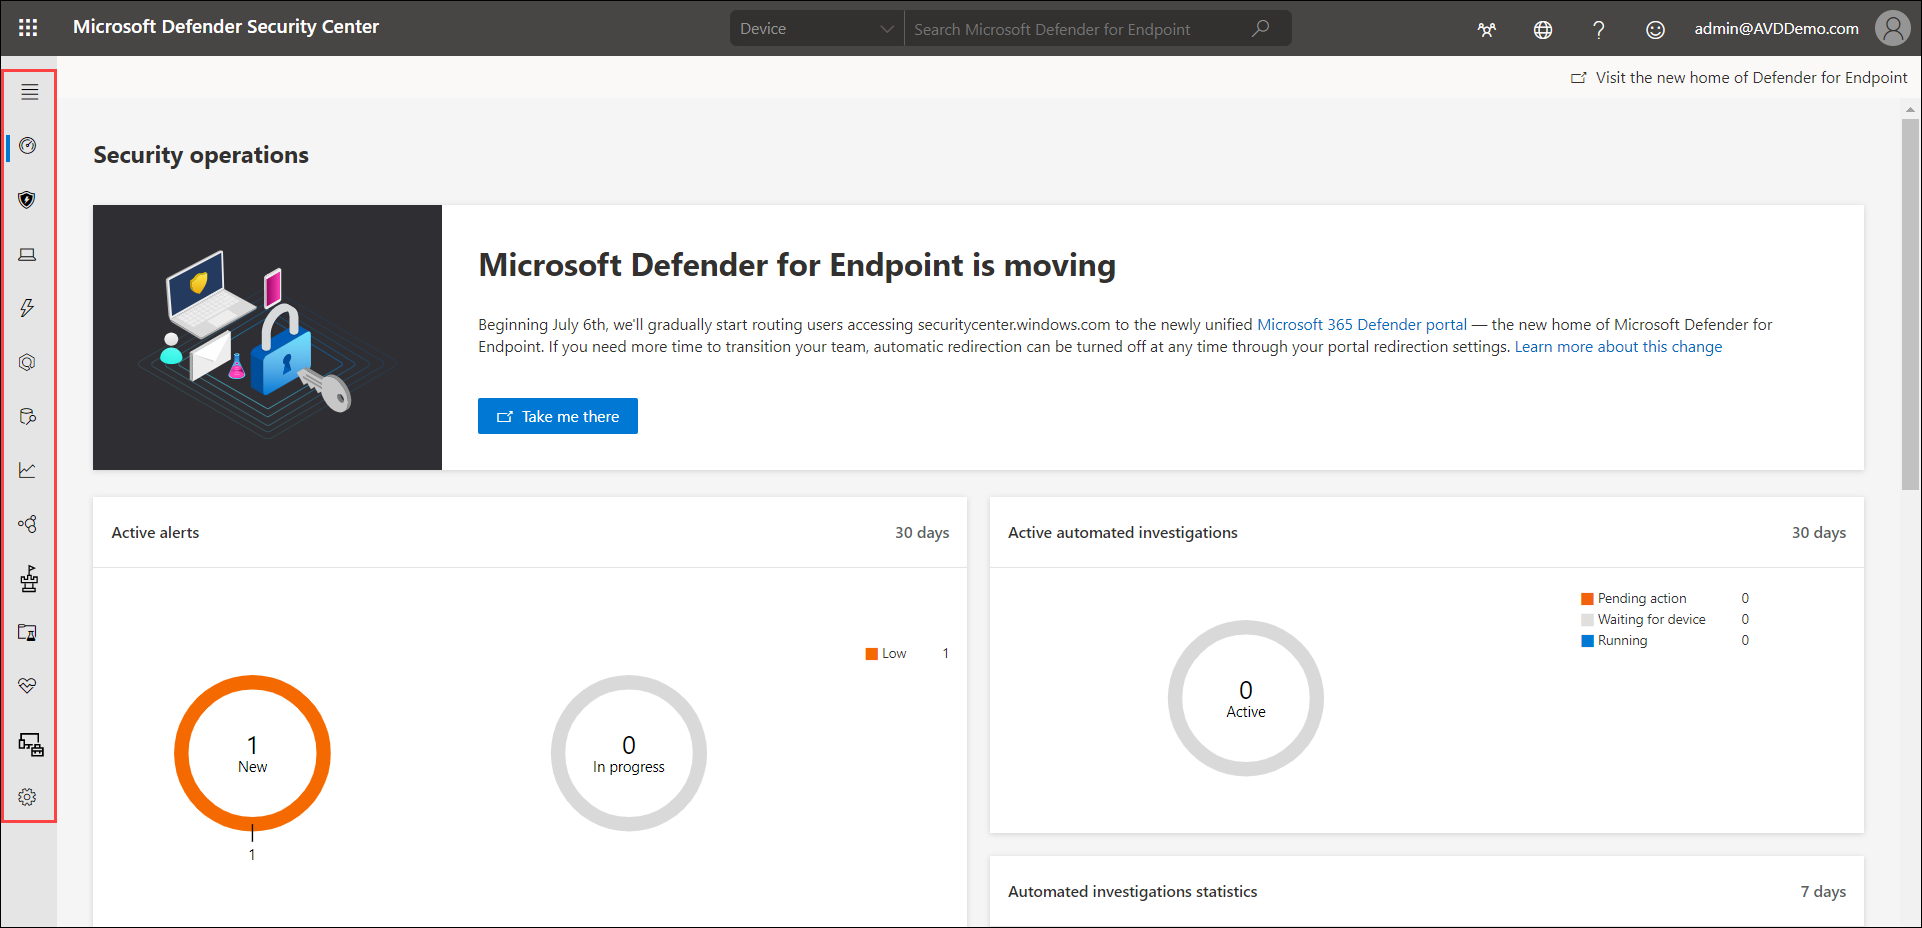 Microsoft Defender Security Center
Device
Search Microsoft Defender for Endpoint
?
admin@AVDDemo.com
Visit the new home of Defender for Endpoint
Security operations
Microsoft Defender for Endpoint is moving
Beginning July 6th, we'll gradually start routing users accessing securitycenter.windows.com to the newly unified Microsoft 365 Defender portal — the new home of Microsoft Defender for
Endpoint. If you need more time to transition your team, automatic redirection can be turned off at any time through your portal redirection settings. Learn more about this change
Take me there
Active alerts
30 days
Low 1
1
New
1
0
In progress
Active automated investigations
30 days
Pending action 0
Waiting for device 0
Running 0
0
Active
Automated investigations statistics
7 days